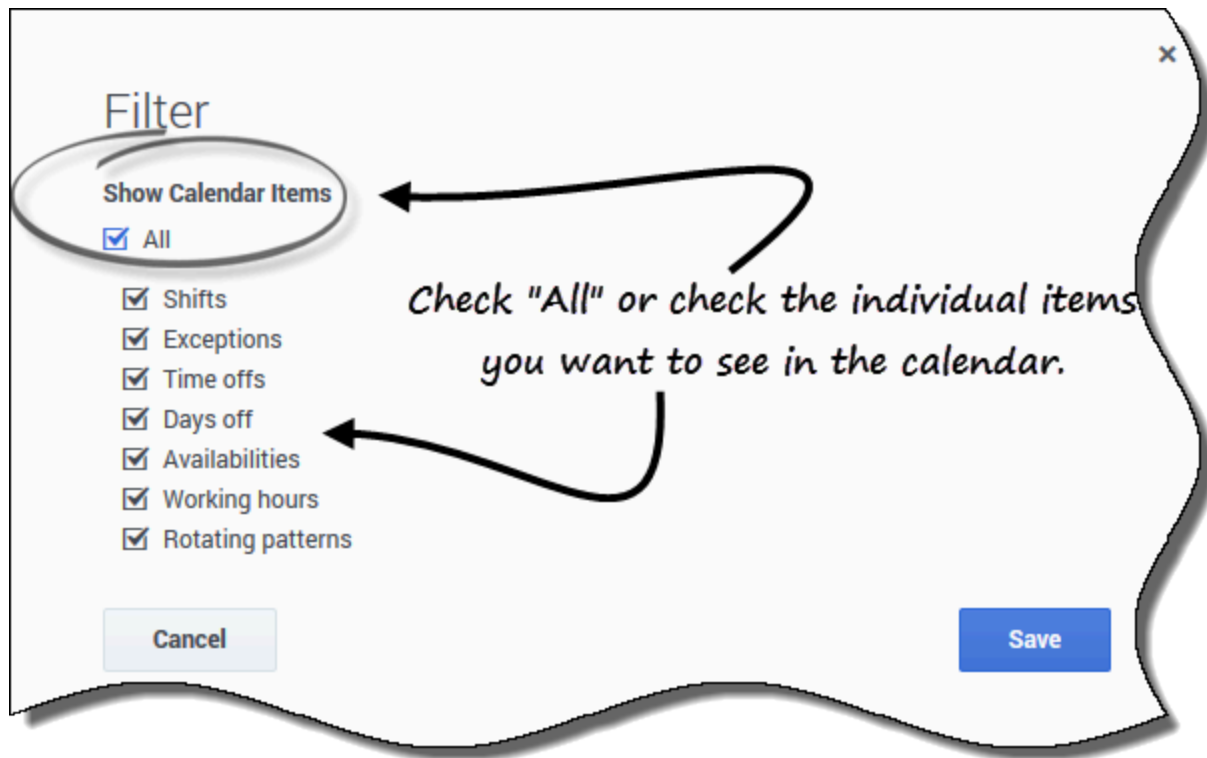 Filter
Show Calendar Items
All
Shifts
Exceptions
Time offs
Days off
Availabilities
Working hours
Rotating patterns
Check "All" or check the individual items
you want to see in the calendar.
Cancel
Save